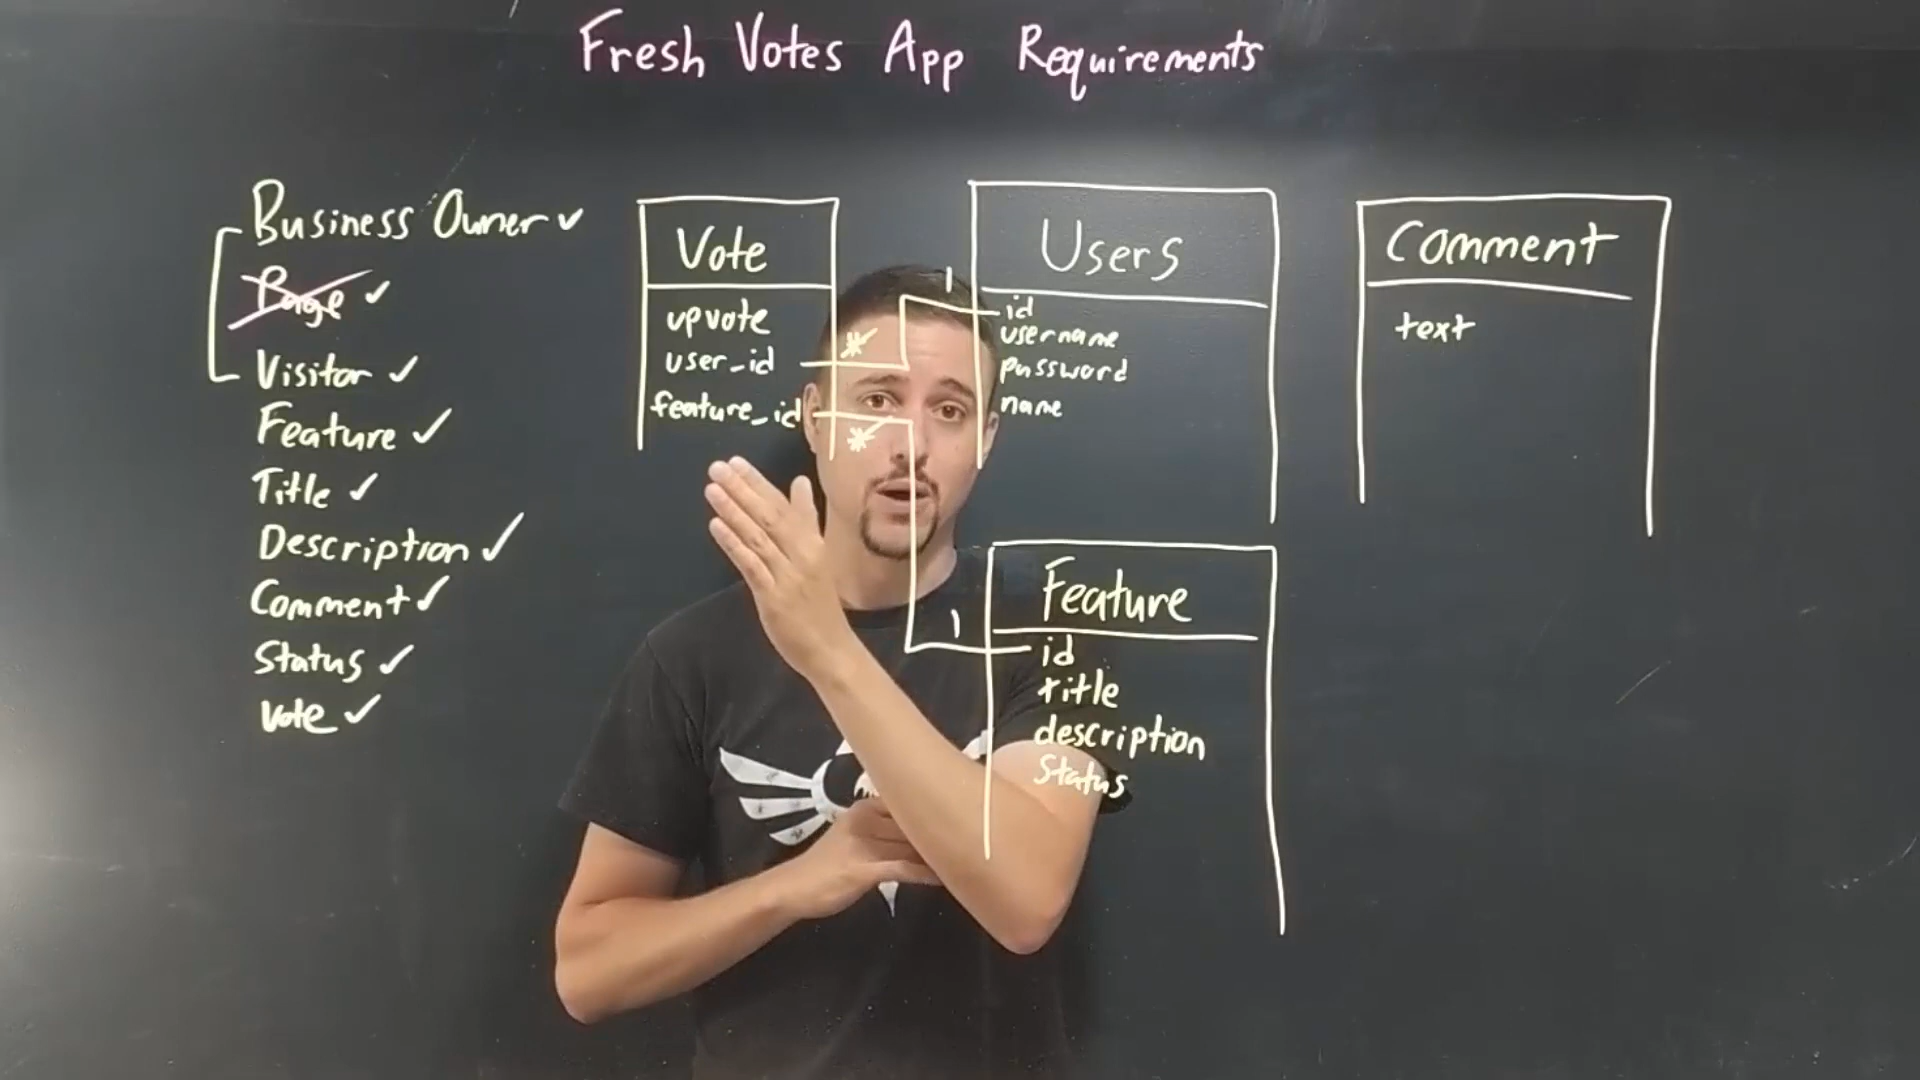 Fresh Votes App Requirements
Business Owner ✓
Page ✓
Visitor ✓
Feature ✓
Title ✓
Description ✓
Comment ✓
Status ✓
Vote ✓
Vote
upvote
user_id
feature_id
*
*
1
1
Users
id
username
password
name
Feature
id
title
description
Status
Comment
text